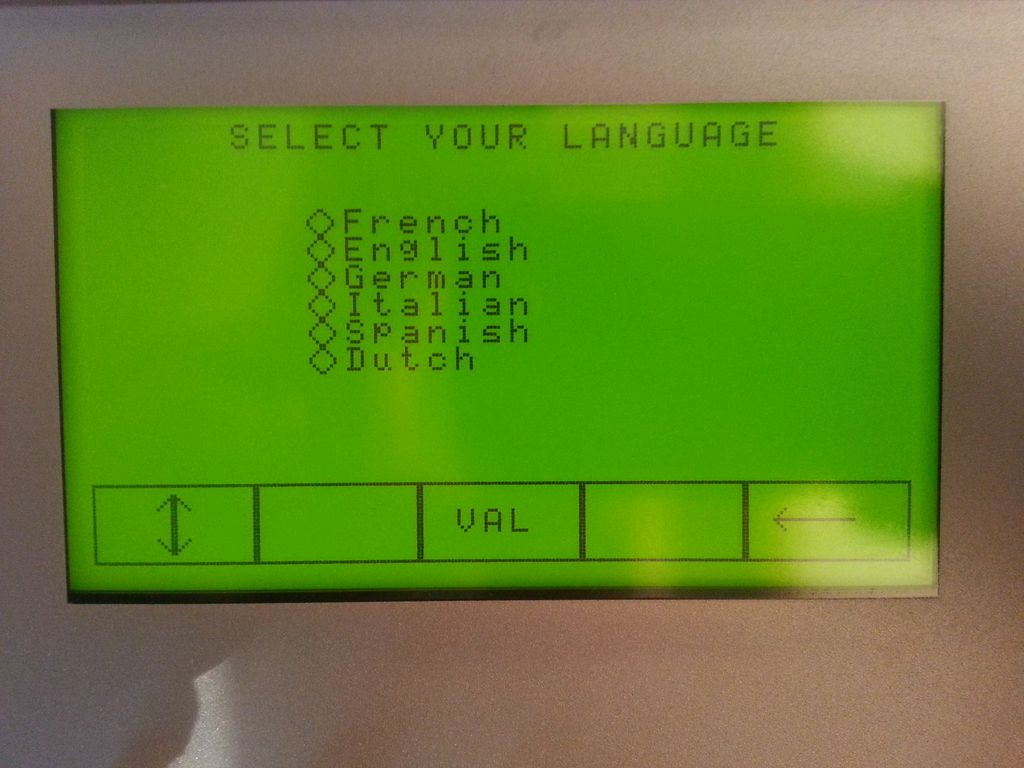 SELECT YOUR LANGUAGE
French
English
German
Italian
Spanish
Dutch
VAL